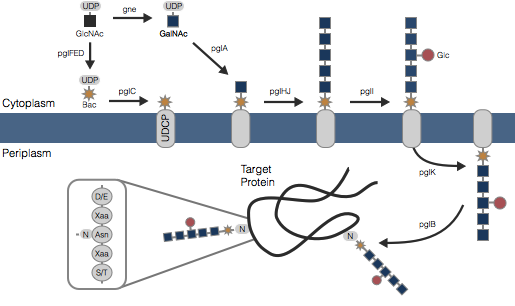 UDP
gne
UDP
GlcNAc
GalNAc
pglFED
pglA
UDP
Bac
pglC
pglHJ
pglI
Glc
Cytoplasm
UDCP
Periplasm
pglK
Target
Protein
pglB
D/E
Xaa
N
Asn
Xaa
S/T
N
N